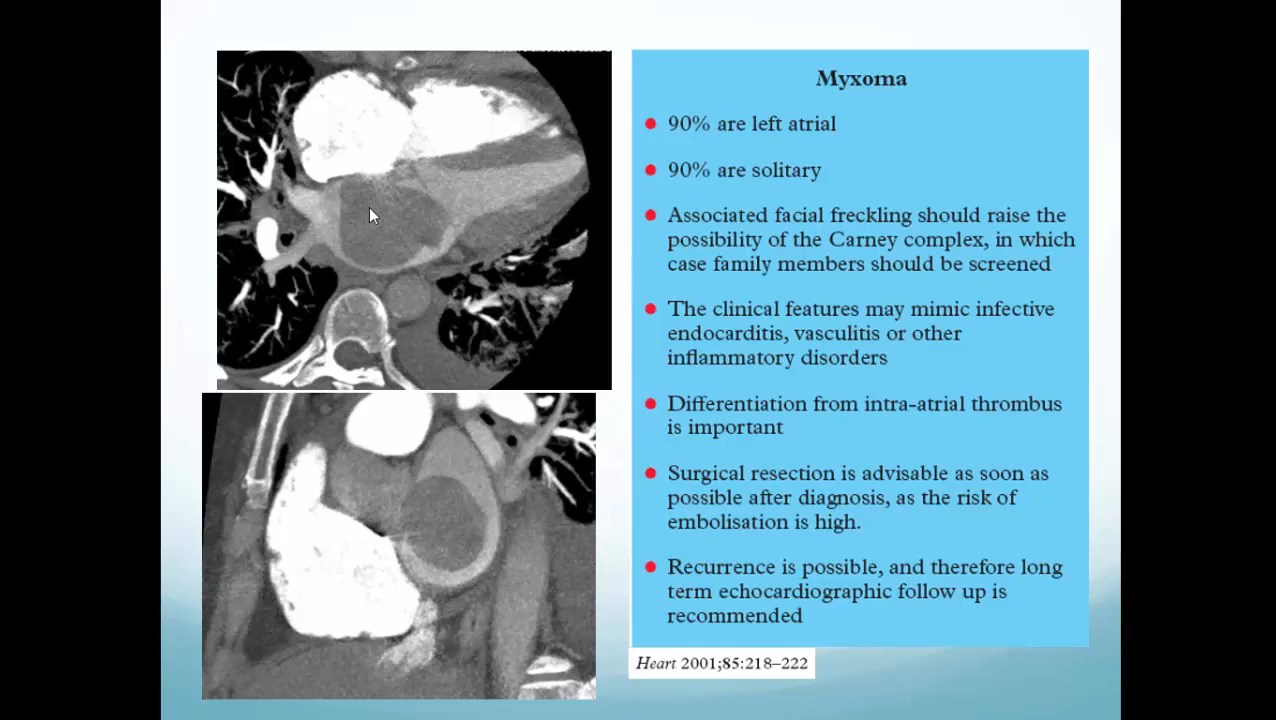 Myxoma
90% are left atrial
90% are solitary
Associated facial freckling should raise the
possibility of the Carney complex, in which
case family members should be screened
The clinical features may mimic infective
endocarditis, vasculitis or other
inflammatory disorders
Differentiation from intra-atrial thrombus
is important
Surgical resection is advisable as soon as
possible after diagnosis, as the risk of
embolisation is high.
Recurrence is possible, and therefore long
term echocardiographic follow up is
recommended
Heart 2001;85:218–222